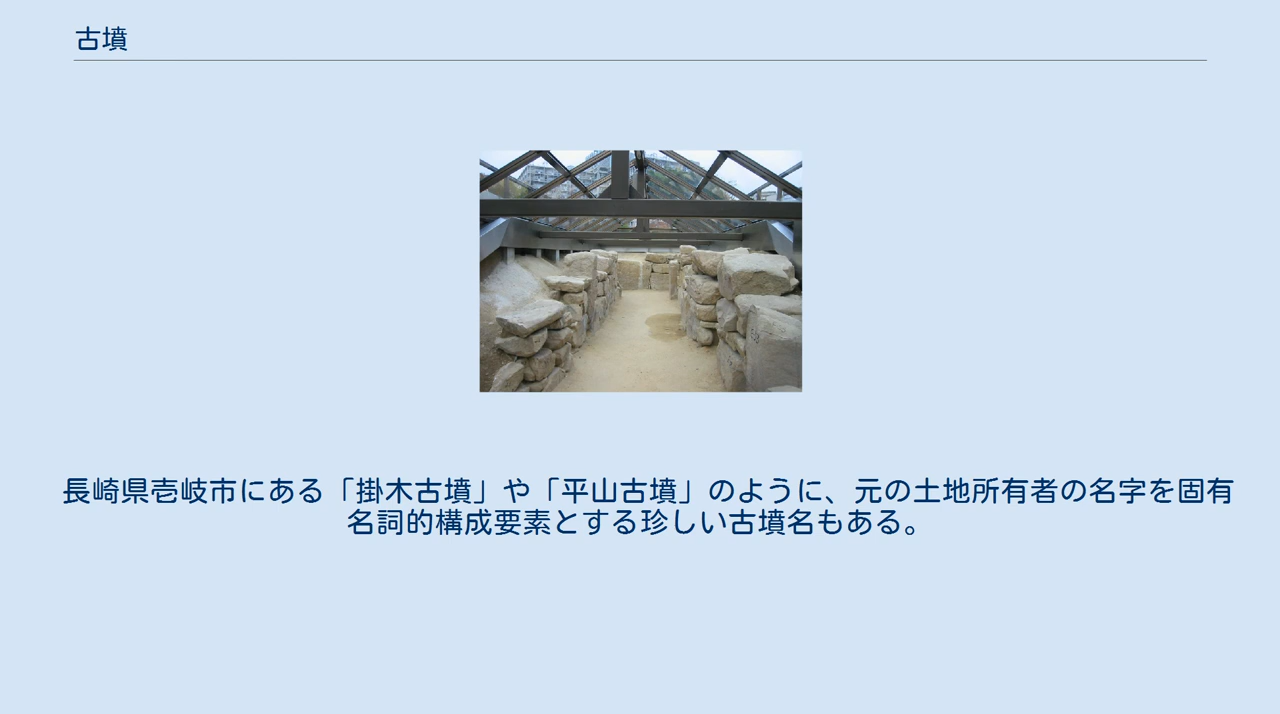 古墳
長崎県壱岐市にある「掛木古墳」や「平山古墳」のように、元の土地所有者の名字を固有
名詞的構成要素とする珍しい古墳名もある。